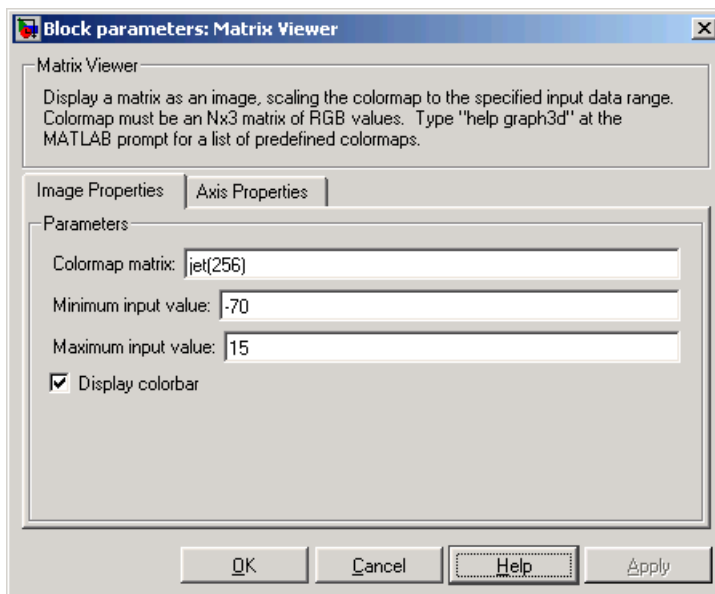 Block parameters: Matrix Viewer
Matrix Viewer
Display a matrix as an image, scaling the colormap to the specified input data range.
Colormap must be an Nx3 matrix of RGB values.  Type "help graph3d" at the
MATLAB prompt for a list of predefined colormaps.
Image Properties Axis Properties
Parameters
Colormap matrix: jet(256)
Minimum input value: -70
Maximum input value: 15
Display colorbar
OK Cancel Help Apply